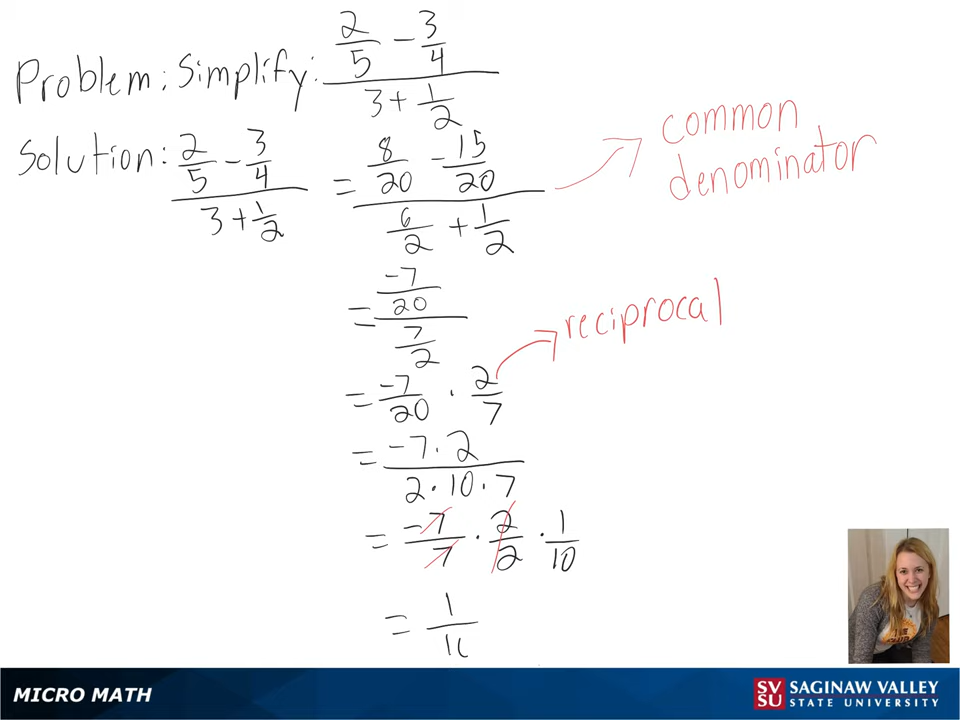 Problem: Simplify: (2/5 - 3/4) / (3 + 1/2)
Solution: (2/5 - 3/4) / (3 + 1/2) = (8/20 - 15/20) / (6/2 + 1/2)
common
denominator
= (-7/20) / (7/2)
reciprocal
= -7/20 · 2/7
= (-7 · 2) / (2 · 10 · 7)
= -7/7 · 2/2 · 1/10
= 1/10
MICRO MATH
SV SU SAGINAW VALLEY
STATE UNIVERSITY